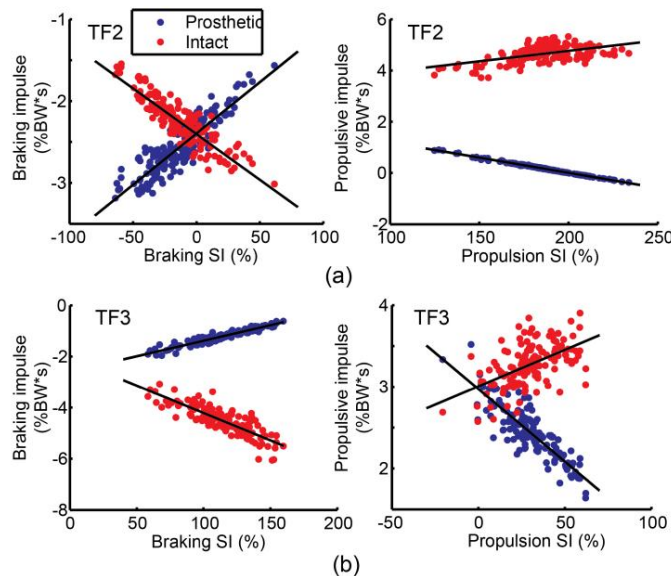 TF2
Prosthetic
Intact
Braking impulse
(%BW*s)
-1
-2
-3
-100 -50 0 50 100
Braking SI (%)
TF2
Propulsive impulse
(%BW*s)
6
4
2
0
-2
100 150 200 250
Propulsion SI (%)
(a)
TF3
Braking impulse
(%BW*s)
0
-2
-4
-6
-8
0 50 100 150 200
Braking SI (%)
TF3
Propulsive impulse
(%BW*s)
4
3
2
-50 0 50 100
Propulsion SI (%)
(b)